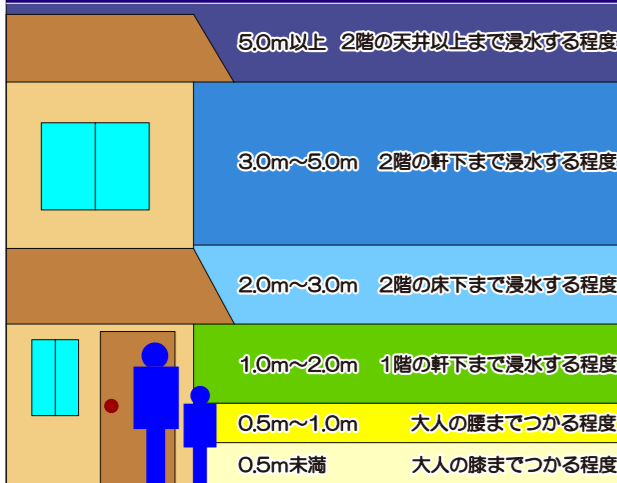 5.0m以上 2階の天井以上まで浸水する程度
3.0m～5.0m 2階の軒下まで浸水する程度
2.0m～3.0m 2階の床下まで浸水する程度
1.0m～2.0m 1階の軒下まで浸水する程度
0.5m～1.0m 大人の腰までつかる程度
0.5m未満 大人の膝までつかる程度